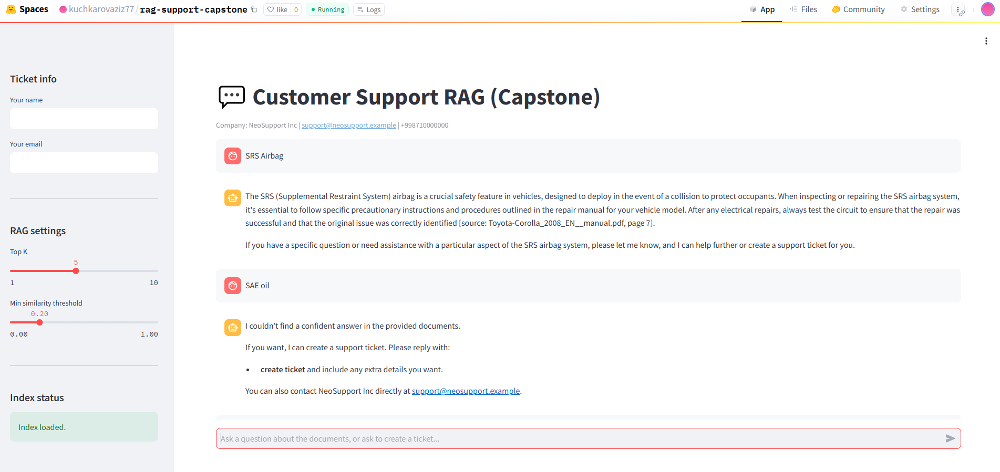 Spaces kuchkarovaziz77/rag-support-capstone like 0 Running Logs App Files Community Settings
Ticket info
Your name
Your email
RAG settings
Top K
5
1 10
Min similarity threshold
0.20
0.00 1.00
Index status
Index loaded.
Customer Support RAG (Capstone)
Company: NeoSupport Inc | support@neosupport.example | +998710000000
SRS Airbag
The SRS (Supplemental Restraint System) airbag is a crucial safety feature in vehicles, designed to deploy in the event of a collision to protect occupants. When inspecting or repairing the SRS airbag system,
it's essential to follow specific precautionary instructions and procedures outlined in the repair manual for your vehicle model. After any electrical repairs, always test the circuit to ensure that the repair was
successful and that the original issue was correctly identified [source: Toyota-Corolla_2008_EN__manual.pdf, page 7].
If you have a specific question or need assistance with a particular aspect of the SRS airbag system, please let me know, and I can help further or create a support ticket for you.
SAE oil
I couldn’t find a confident answer in the provided documents.
If you want, I can create a support ticket. Please reply with:
• create ticket and include any extra details you want.
You can also contact NeoSupport Inc directly at support@neosupport.example.
Ask a question about the documents, or ask to create a ticket...